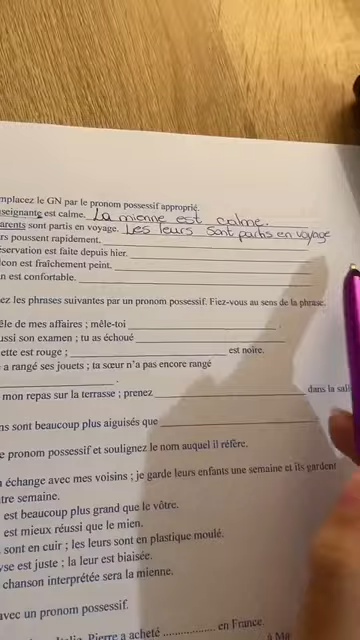 mplacez le GN par le pronom possessif approprié.
seignante est calme. La mienne est calme.
arents sont partis en voyage. Les leurs sont partis en voyage
rs poussent rapidement.
servation est faite depuis hier.
lcon est fraîchement peint.
n est confortable.
ez les phrases suivantes par un pronom possessif. Fiez-vous au sens de la phrase.
êle de mes affaires ; mêle-toi .
ussi son examen ; tu as échoué
ette est rouge ; est noire.
a rangé ses jouets ; ta sœur n'a pas encore rangé
.
mon repas sur la terrasse ; prenez dans la sall
ns sont beaucoup plus aiguisés que
e pronom possessif et soulignez le nom auquel il réfère.
échange avec mes voisins ; je garde leurs enfants une semaine et ils gardent
tre semaine.
est beaucoup plus grand que le vôtre.
est mieux réussi que le mien.
sont en cuir ; les leurs sont en plastique moulé.
yse est juste ; la leur est biaisée.
chanson interprétée sera la mienne.
avec un pronom possessif.
Italie, Pierre a acheté .................. en France.
à Ma